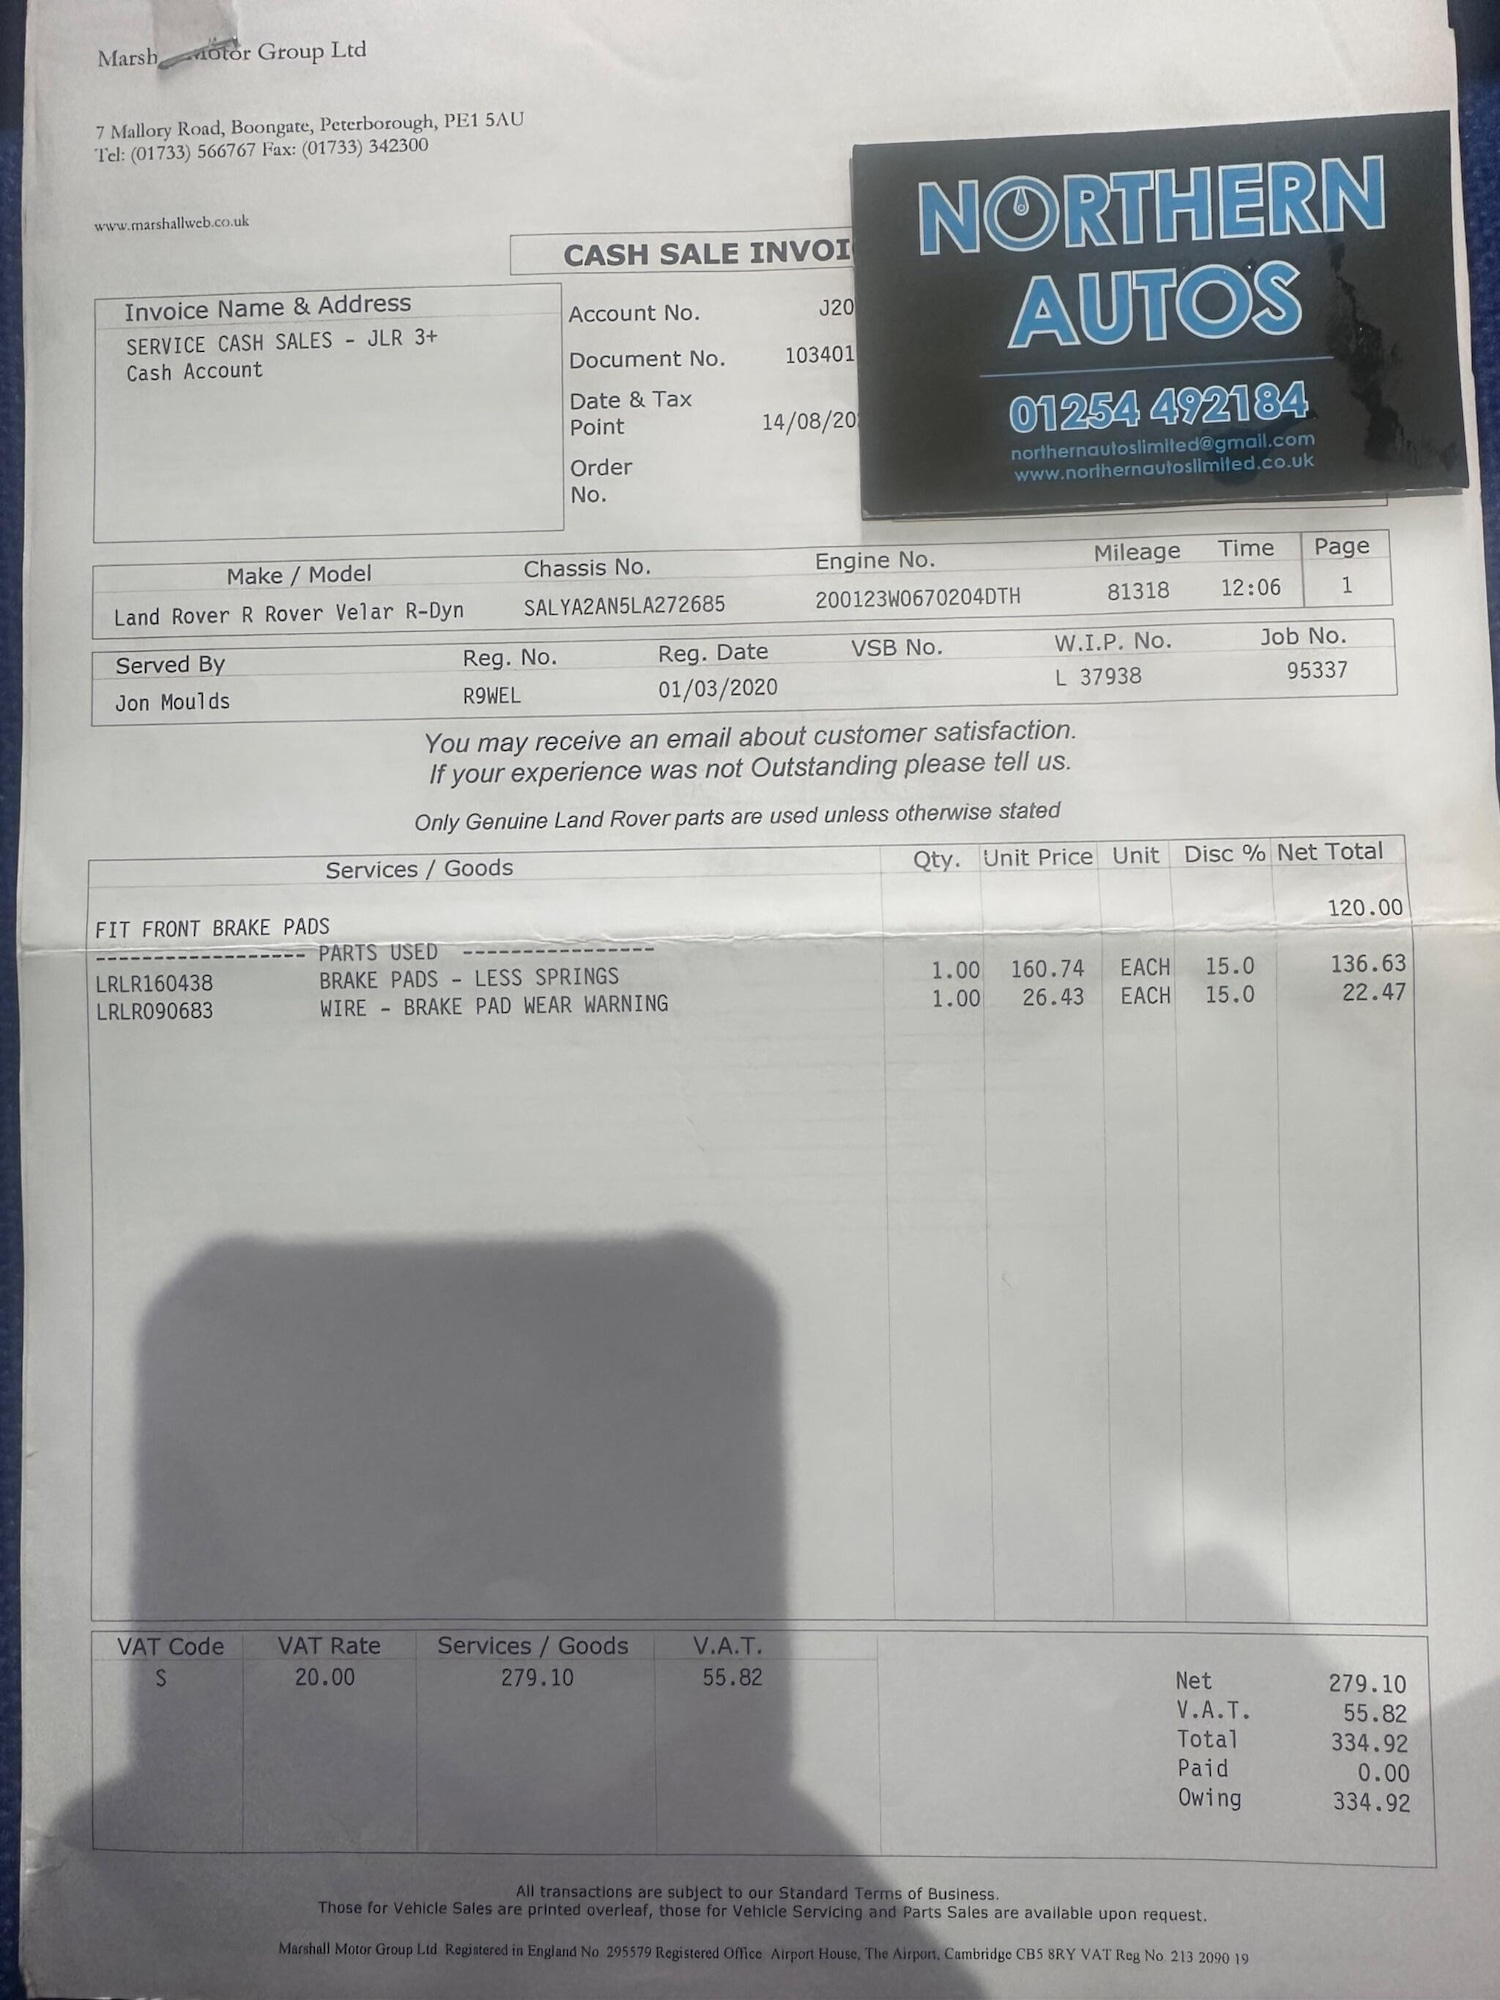 Marsh Motor Group Ltd
7 Mallory Road, Boongate, Peterborough, PE1 5AU
Tel: (01733) 566767 Fax: (01733) 342300
www.marshallweb.co.uk
NORTHERN
AUTOS
01254 492184
northernautoslimited@gmail.com
www.northernautoslimited.co.uk
CASH SALE INVOI
Invoice Name & Address
SERVICE CASH SALES - JLR 3+
Cash Account
Account No. J20
Document No. 103401
Date & Tax
Point 14/08/20
Order
No.
Make / Model Chassis No. Engine No. Mileage Time Page
Land Rover R Rover Velar R-Dyn SALYA2AN5LA272685 200123W0670204DTH 81318 12:06 1
Served By Reg. No. Reg. Date VSB No. W.I.P. No. Job No.
Jon Moulds R9WEL 01/03/2020 L 37938 95337
You may receive an email about customer satisfaction.
If your experience was not Outstanding please tell us.
Only Genuine Land Rover parts are used unless otherwise stated
Services / Goods Qty. Unit Price Unit Disc % Net Total
FIT FRONT BRAKE PADS 120.00
------------------ PARTS USED ----------------
LRLR160438 BRAKE PADS - LESS SPRINGS 1.00 160.74 EACH 15.0 136.63
LRLR090683 WIRE - BRAKE PAD WEAR WARNING 1.00 26.43 EACH 15.0 22.47
VAT Code VAT Rate Services / Goods V.A.T.
S 20.00 279.10 55.82
Net 279.10
V.A.T. 55.82
Total 334.92
Paid 0.00
Owing 334.92
All transactions are subject to our Standard Terms of Business.
Those for Vehicle Sales are printed overleaf, those for Vehicle Servicing and Parts Sales are available upon request.
Marshall Motor Group Ltd Registered in England No 295579 Registered Office Airport House, The Airport, Cambridge CB5 8RY VAT Reg No 213 2090 19